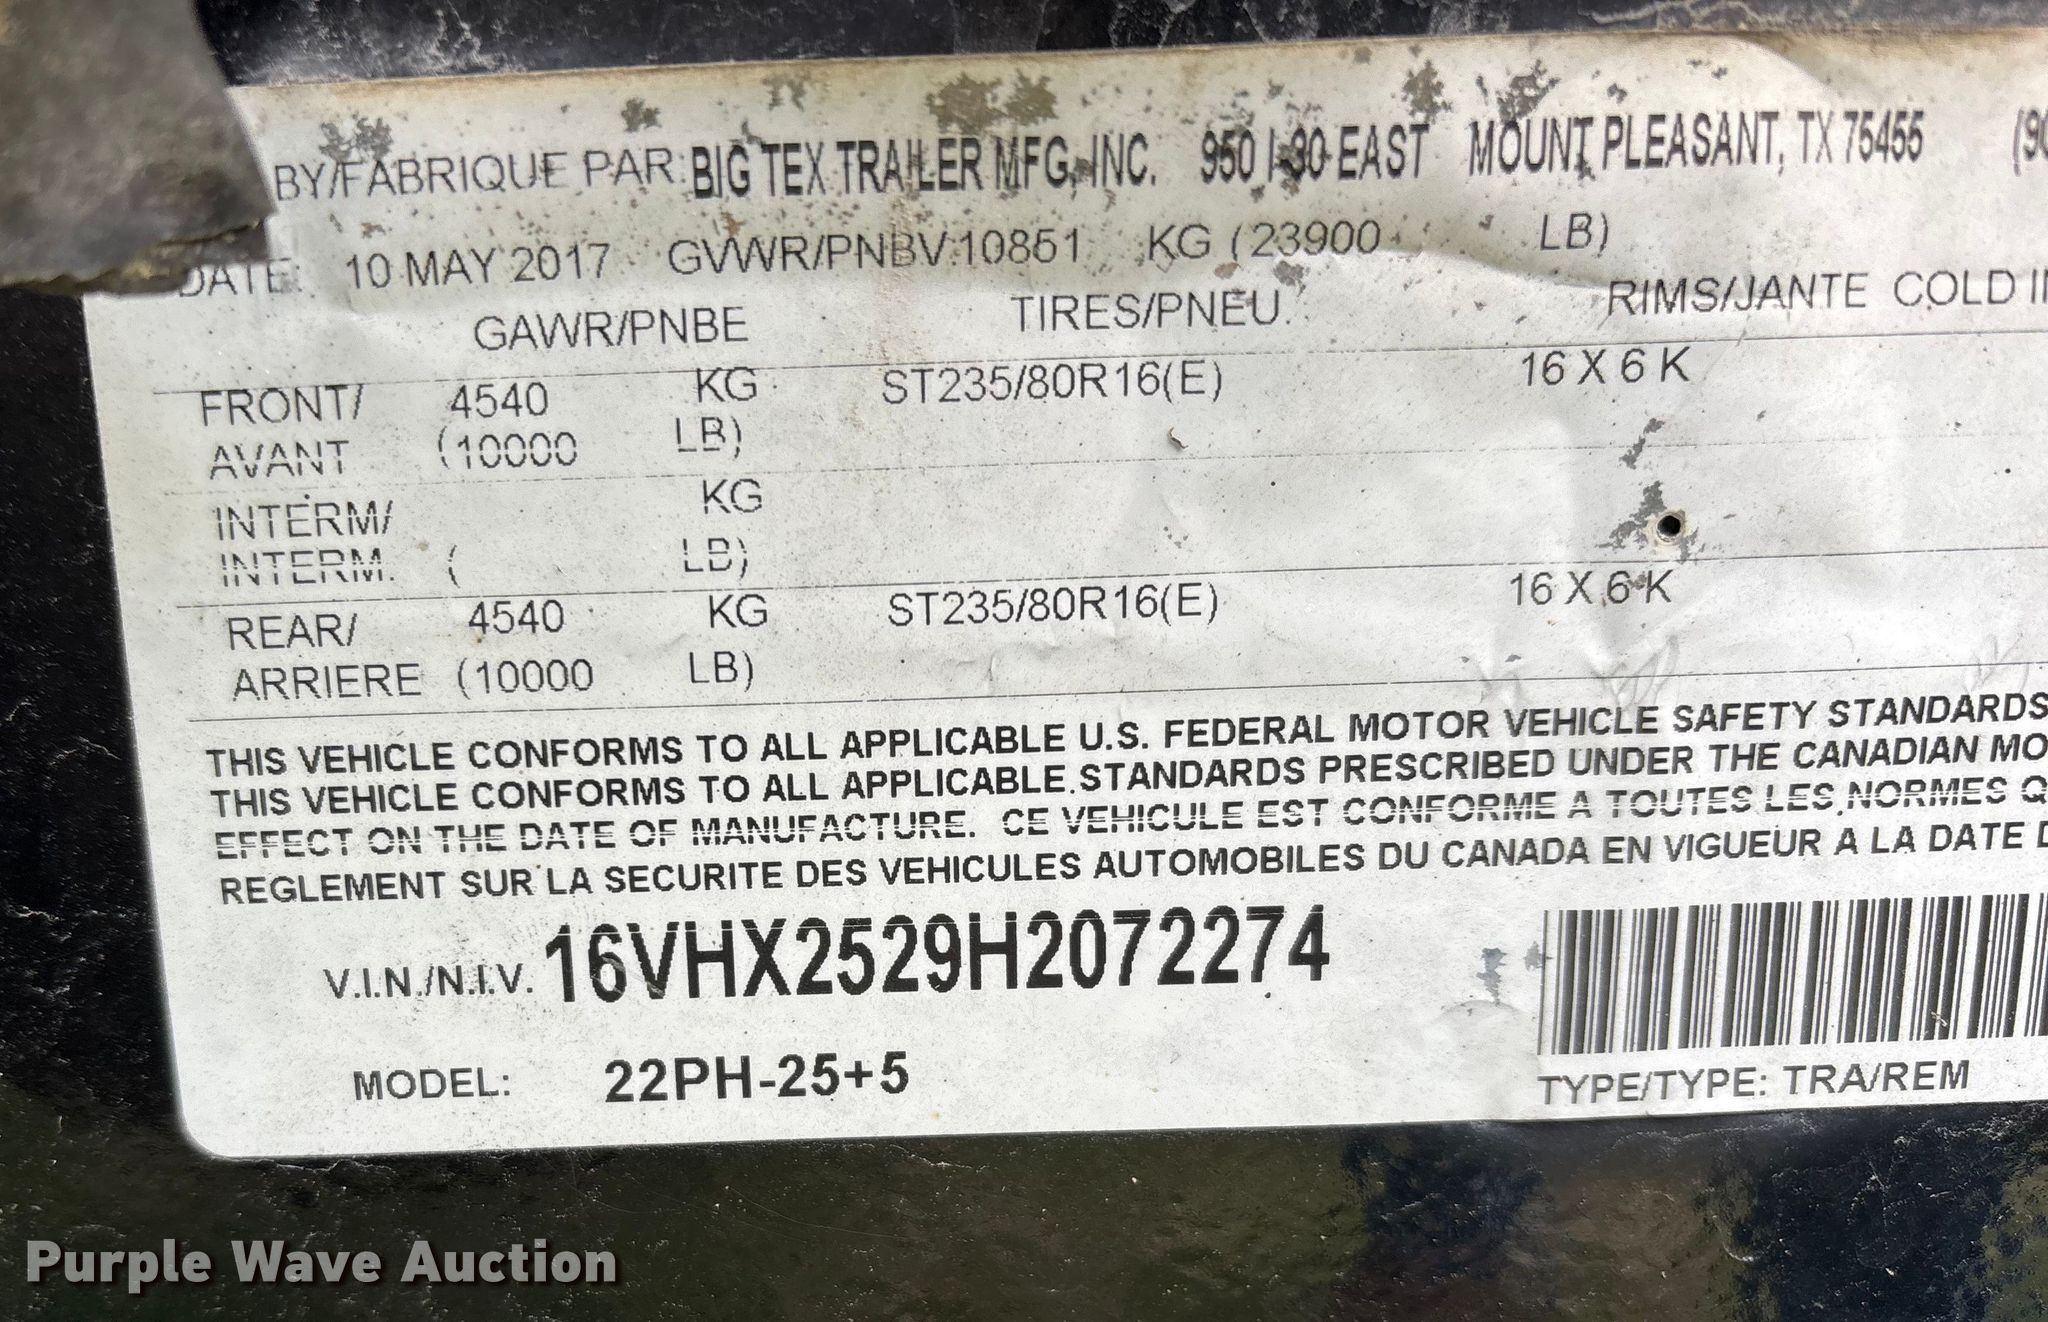 BY/FABRIQUE PAR: BIG TEX TRAILER MFG, INC. 950 I-30 EAST MOUNT PLEASANT, TX 75455 (90
DATE: 10 MAY 2017 GVWR/PNBV 10851 KG (23900 LB)
GAWR/PNBE TIRES/PNEU. RIMS/JANTE COLD IN
FRONT/ 4540 KG ST235/80R16(E) 16 X 6 K
AVANT (10000 LB)
INTERM/ KG
INTERM. ( LB)
REAR/ 4540 KG ST235/80R16(E) 16 X 6 K
ARRIERE (10000 LB)
THIS VEHICLE CONFORMS TO ALL APPLICABLE U.S. FEDERAL MOTOR VEHICLE SAFETY STANDARDS
THIS VEHICLE CONFORMS TO ALL APPLICABLE STANDARDS PRESCRIBED UNDER THE CANADIAN MO
EFFECT ON THE DATE OF MANUFACTURE. CE VEHICULE EST CONFORME A TOUTES LES NORMES Q
REGLEMENT SUR LA SECURITE DES VEHICULES AUTOMOBILES DU CANADA EN VIGUEUR A LA DATE D
V.I.N./N.I.V. 16VHX2529H2072274
MODEL: 22PH-25+5
TYPE/TYPE: TRA/REM
Purple Wave Auction